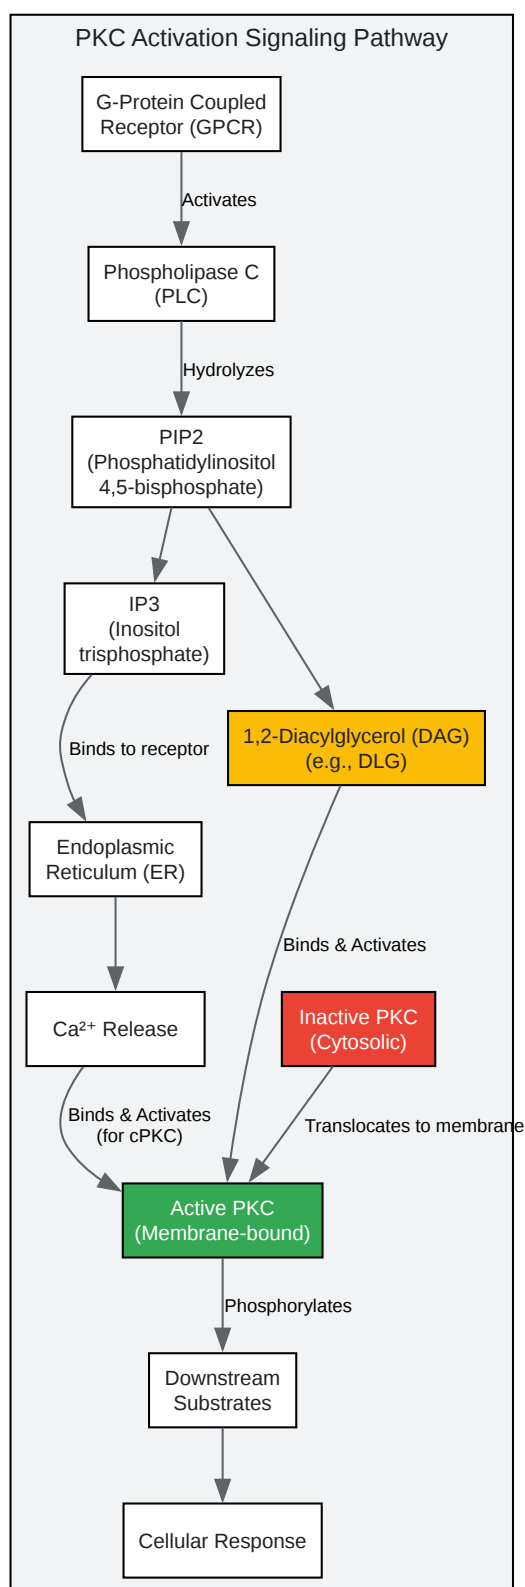 PKC Activation Signaling Pathway
G-Protein Coupled
Receptor (GPCR)
Activates
Phospholipase C
(PLC)
Hydrolyzes
PIP2
(Phosphatidylinositol
4,5-bisphosphate)
IP3
(Inositol
trisphosphate)
1,2-Diacylglycerol (DAG)
(e.g., DLG)
Binds to receptor
Endoplasmic
Reticulum (ER)
Binds & Activates
Ca²⁺ Release
Inactive PKC
(Cytosolic)
Binds & Activates
(for cPKC)
Translocates to membrane
Active PKC
(Membrane-bound)
Phosphorylates
Downstream
Substrates
Cellular Response